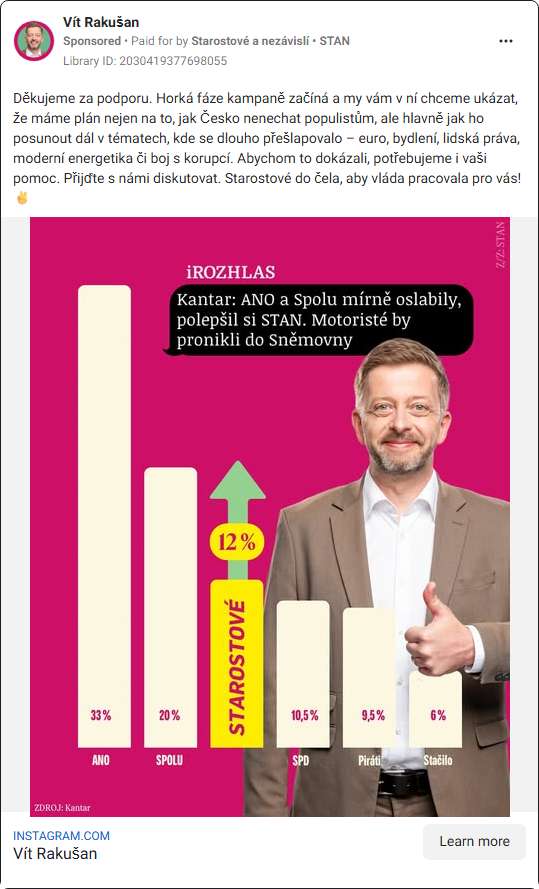 Vít Rakušan
Sponsored • Paid for by Starostové a nezávislí • STAN
Library ID: 2030419377698055
Děkujeme za podporu. Horká fáze kampaně začíná a my vám v ní chceme ukázat,
že máme plán nejen na to, jak Česko nenechat populistům, ale hlavně jak ho
posunout dál v tématech, kde se dlouho přešlapovalo – euro, bydlení, lidská práva,
moderní energetika či boj s korupcí. Abychom to dokázali, potřebujeme i vaši
pomoc. Přijďte s námi diskutovat. Starostové do čela, aby vláda pracovala pro vás!
✌️
Z/Z: STAN
iROZHLAS
Kantar: ANO a Spolu mírně oslabily,
polepšil si STAN. Motoristé by
pronikli do Sněmovny
12 %
STAROSTOVÉ
33 %
20 %
10,5 %
9,5 %
6 %
ANO
SPOLU
SPD
Piráti
Stačilo
ZDROJ: Kantar
INSTAGRAM.COM
Vít Rakušan
Learn more